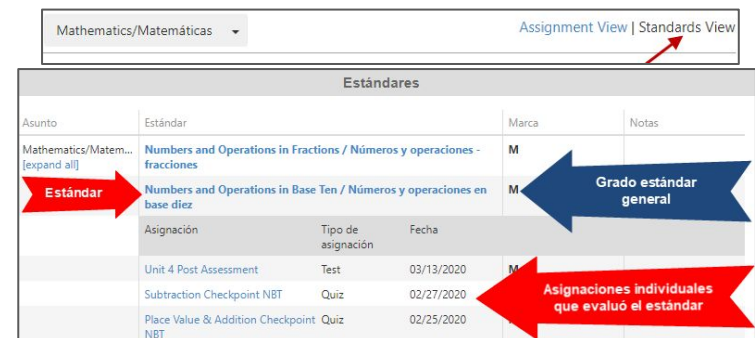 Mathematics/Matemáticas
Assignment View | Standards View
Estándares
Asunto Estándar Marca Notas
Mathematics/Matem... Numbers and Operations in Fractions / Números y operaciones - M
[expand all] fracciones
Estándar Numbers and Operations in Base Ten / Números y operaciones en M Grado estándar
base diez general
Asignación Tipo de Fecha
asignación
Unit 4 Post Assessment Test 03/13/2020 M
Subtraction Checkpoint NBT Quiz 02/27/2020 Asignaciones individuales
que evaluó el estándar
Place Value & Addition Checkpoint Quiz 02/25/2020
NBT